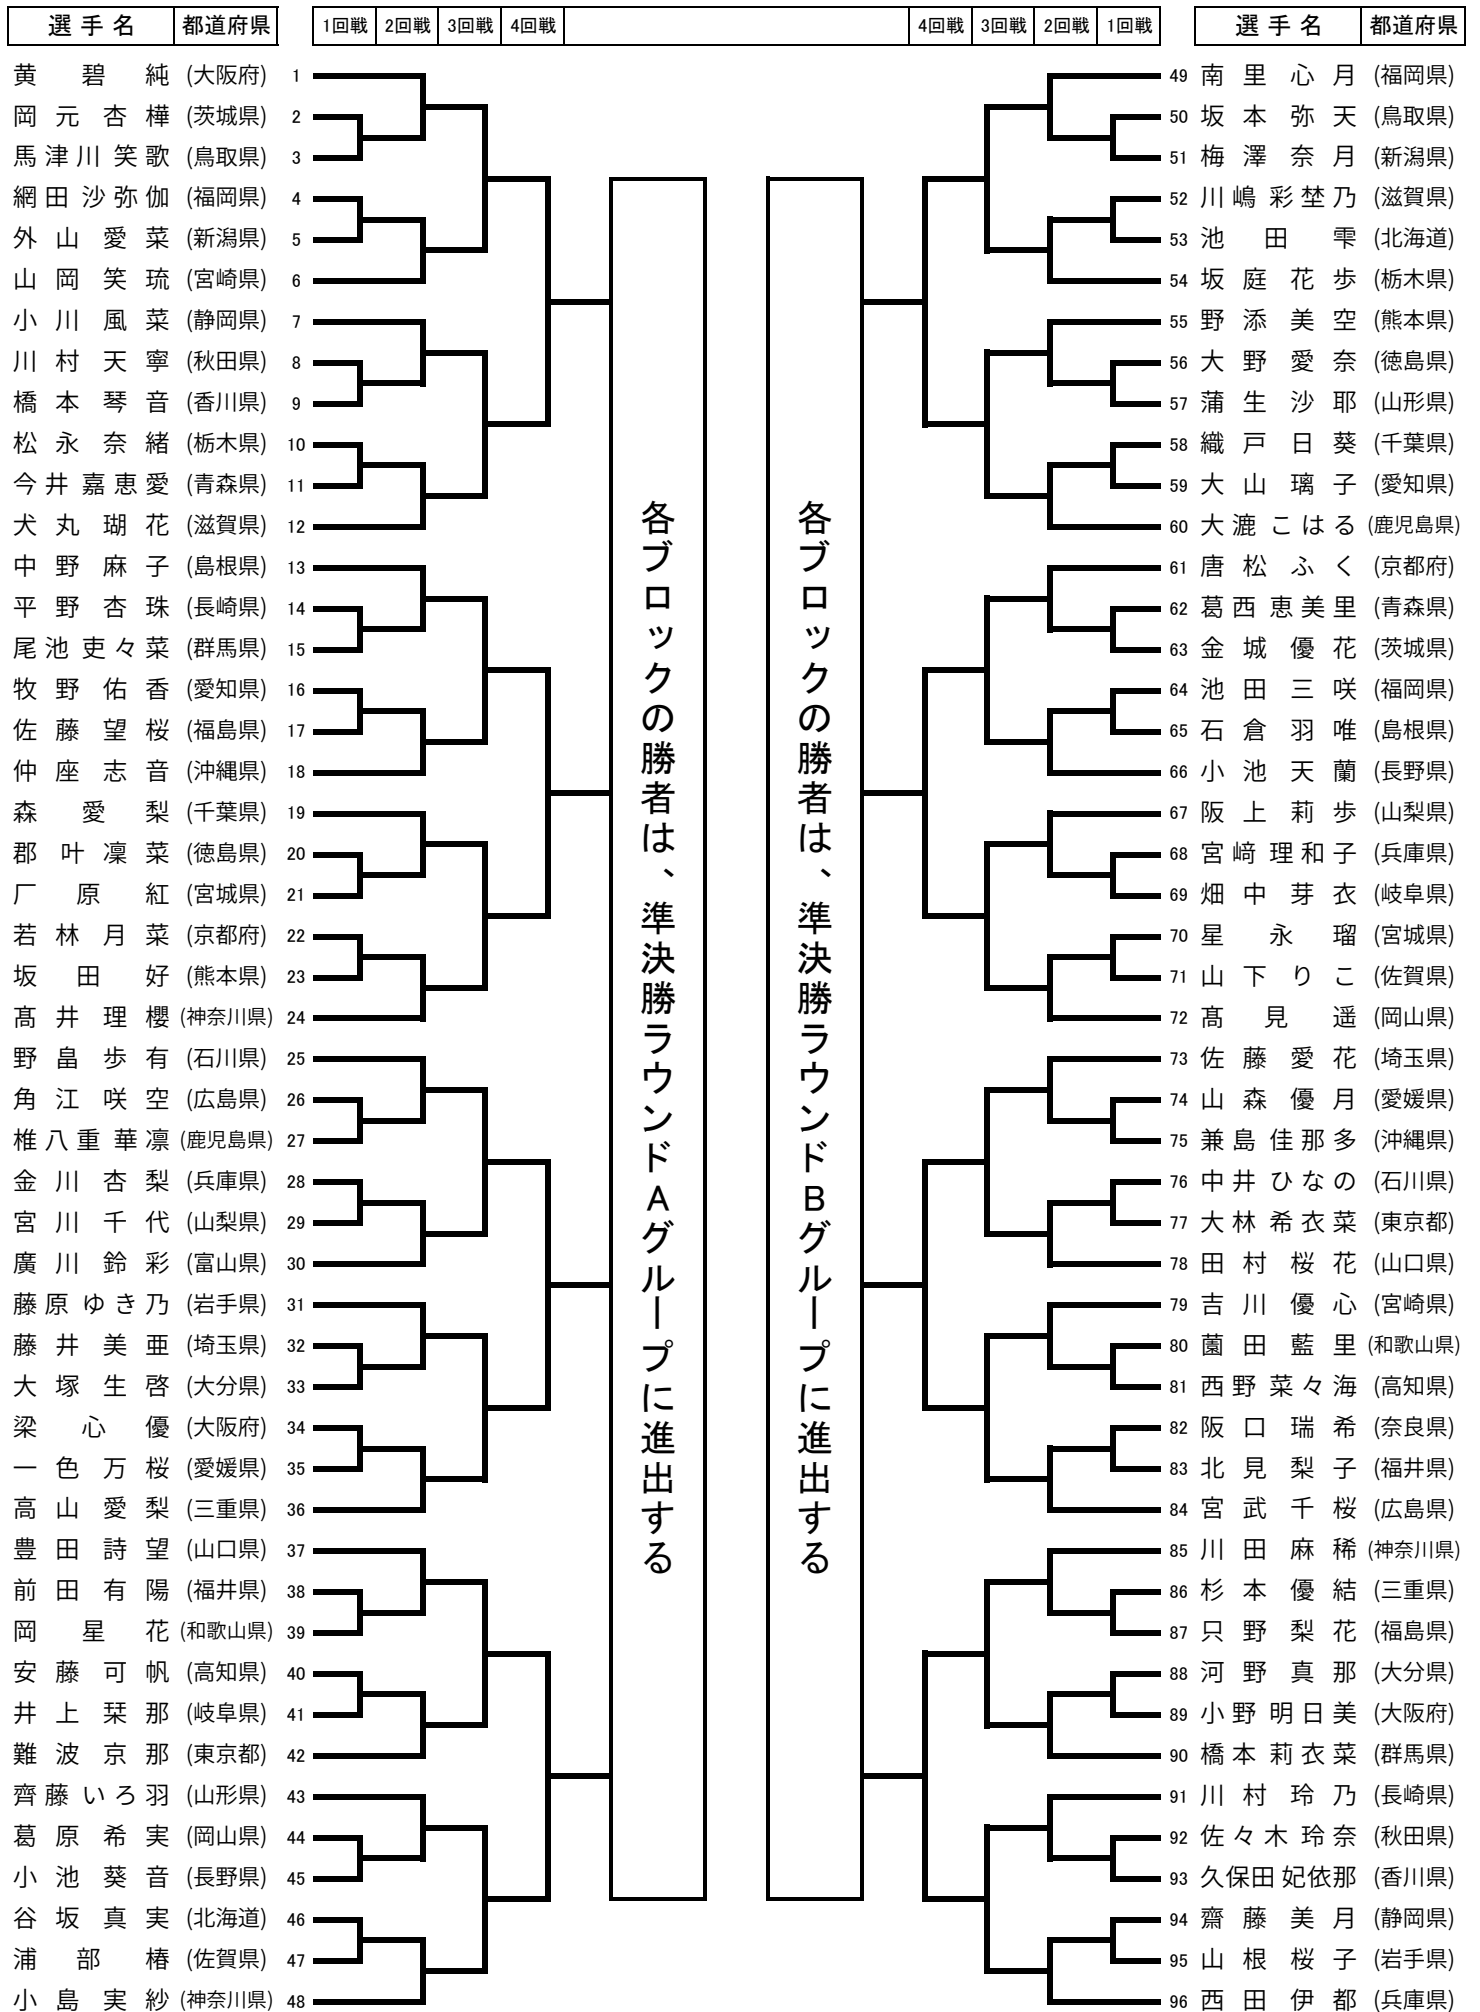 選手名 都道府県 1回戦 2回戦 3回戦 4回戦 4回戦 3回戦 2回戦 1回戦 選手名 都道府県
黄碧純 (大阪府) 1
岡元杏樺 (茨城県) 2
馬津川笑歌 (鳥取県) 3
網田沙弥伽 (福岡県) 4
外山愛菜 (新潟県) 5
山岡笑琉 (宮崎県) 6
小川風菜 (静岡県) 7
川村天寧 (秋田県) 8
橋本琴音 (香川県) 9
松永奈緒 (栃木県) 10
今井嘉恵愛 (青森県) 11
犬丸瑚花 (滋賀県) 12
中野麻子 (島根県) 13
平野杏珠 (長崎県) 14
尾池吏々菜 (群馬県) 15
牧野佑香 (愛知県) 16
佐藤望桜 (福島県) 17
仲座志音 (沖縄県) 18
森愛梨 (千葉県) 19
郡叶凜菜 (徳島県) 20
厂原紅 (宮城県) 21
若林月菜 (京都府) 22
坂田好 (熊本県) 23
髙井理櫻 (神奈川県) 24
野畠歩有 (石川県) 25
角江咲空 (広島県) 26
椎八重華凛 (鹿児島県) 27
金川杏梨 (兵庫県) 28
宮川千代 (山梨県) 29
廣川鈴彩 (富山県) 30
藤原ゆき乃 (岩手県) 31
藤井美亜 (埼玉県) 32
大塚生啓 (大分県) 33
梁心優 (大阪府) 34
一色万桜 (愛媛県) 35
高山愛梨 (三重県) 36
豊田詩望 (山口県) 37
前田有陽 (福井県) 38
岡星花 (和歌山県) 39
安藤可帆 (高知県) 40
井上栞那 (岐阜県) 41
難波京那 (東京都) 42
齊藤いろ羽 (山形県) 43
葛原希実 (岡山県) 44
小池葵音 (長野県) 45
谷坂真実 (北海道) 46
浦部椿 (佐賀県) 47
小島実紗 (神奈川県) 48
各ブロックの勝者は、準決勝ラウンドAグループに進出する
各ブロックの勝者は、準決勝ラウンドBグループに進出する
49 南里心月 (福岡県)
50 坂本弥天 (鳥取県)
51 梅澤奈月 (新潟県)
52 川嶋彩埜乃 (滋賀県)
53 池田雫 (北海道)
54 坂庭花歩 (栃木県)
55 野添美空 (熊本県)
56 大野愛奈 (徳島県)
57 蒲生沙耶 (山形県)
58 織戸日葵 (千葉県)
59 大山璃子 (愛知県)
60 大漉こはる (鹿児島県)
61 唐松ふく (京都府)
62 葛西恵美里 (青森県)
63 金城優花 (茨城県)
64 池田三咲 (福岡県)
65 石倉羽唯 (島根県)
66 小池天蘭 (長野県)
67 阪上莉歩 (山梨県)
68 宮﨑理和子 (兵庫県)
69 畑中芽衣 (岐阜県)
70 星永瑠 (宮城県)
71 山下りこ (佐賀県)
72 髙見遥 (岡山県)
73 佐藤愛花 (埼玉県)
74 山森優月 (愛媛県)
75 兼島佳那多 (沖縄県)
76 中井ひなの (石川県)
77 大林希衣菜 (東京都)
78 田村桜花 (山口県)
79 吉川優心 (宮崎県)
80 薗田藍里 (和歌山県)
81 西野菜々海 (高知県)
82 阪口瑞希 (奈良県)
83 北見梨子 (福井県)
84 宮武千桜 (広島県)
85 川田麻稀 (神奈川県)
86 杉本優結 (三重県)
87 只野梨花 (福島県)
88 河野真那 (大分県)
89 小野明日美 (大阪府)
90 橋本莉衣菜 (群馬県)
91 川村玲乃 (長崎県)
92 佐々木玲奈 (秋田県)
93 久保田妃依那 (香川県)
94 齋藤美月 (静岡県)
95 山根桜子 (岩手県)
96 西田伊都 (兵庫県)